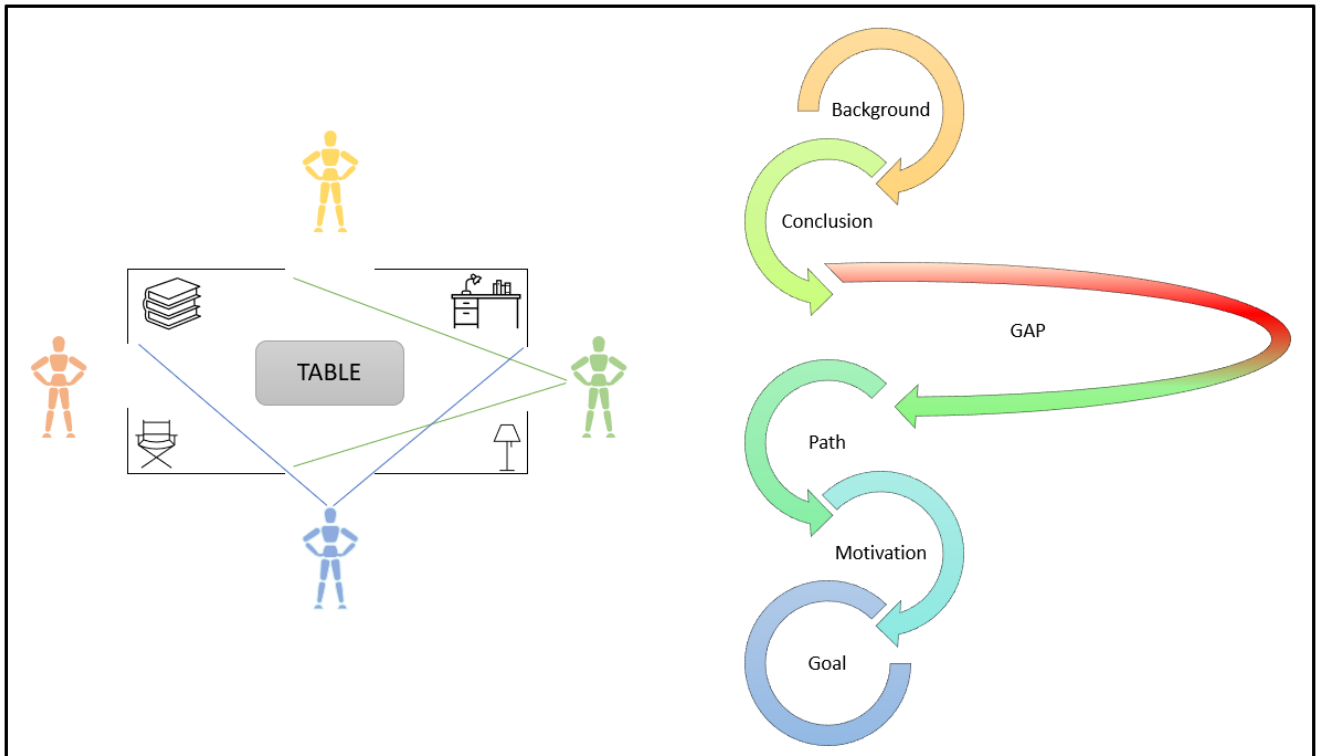 TABLE
Background
Conclusion
GAP
Path
Motivation
Goal